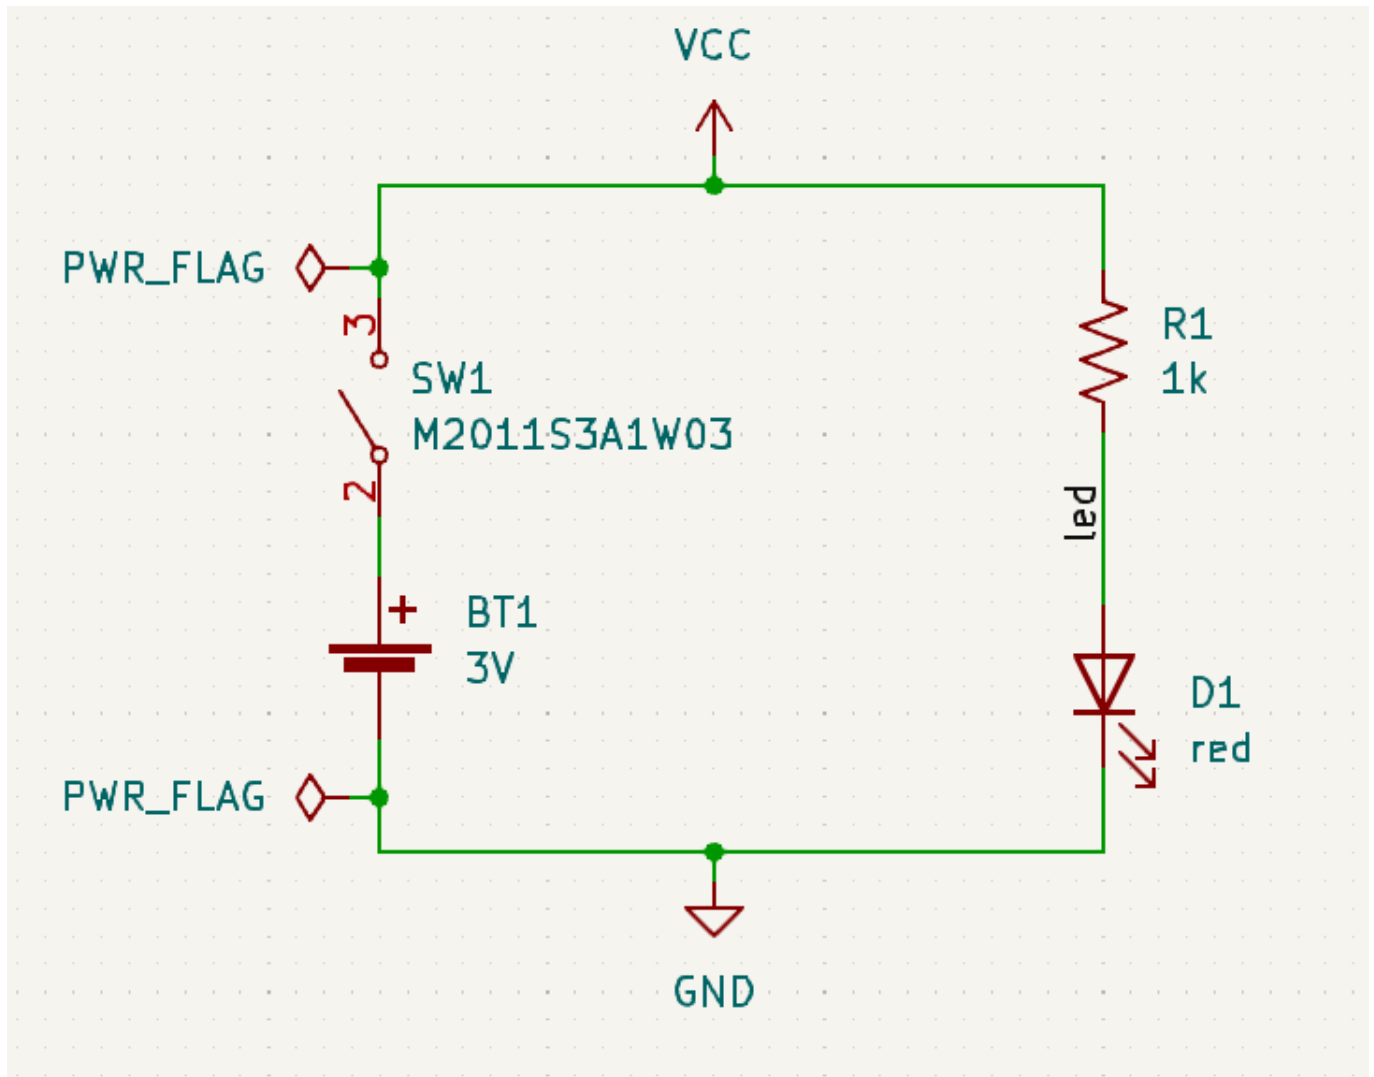 VCC
PWR_FLAG
3
SW1
M2011S3A1W03
2
R1
1k
led
+
BT1
3V
D1
red
PWR_FLAG
GND